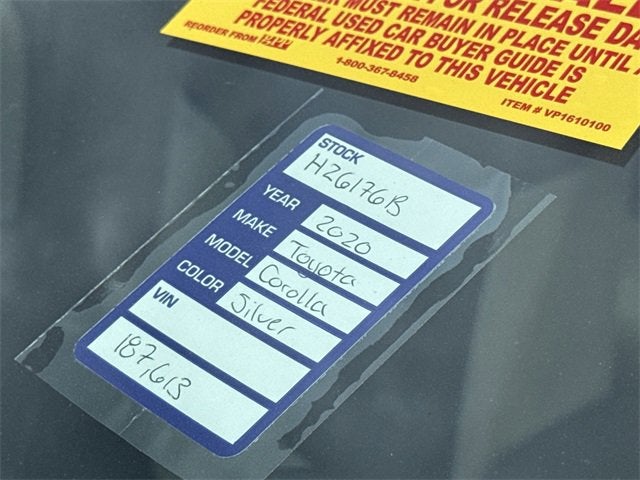 FOR RELEASE
MUST REMAIN IN PLACE UNTIL
FEDERAL USED CAR BUYER GUIDE IS
PROPERLY AFFIXED TO THIS VEHICLE
REORDER FROM
1-800-367-8458
ITEM # VP1610100
STOCK
H26176B
YEAR 2020
MAKE Toyota
MODEL Corolla
COLOR Silver
VIN
187,613